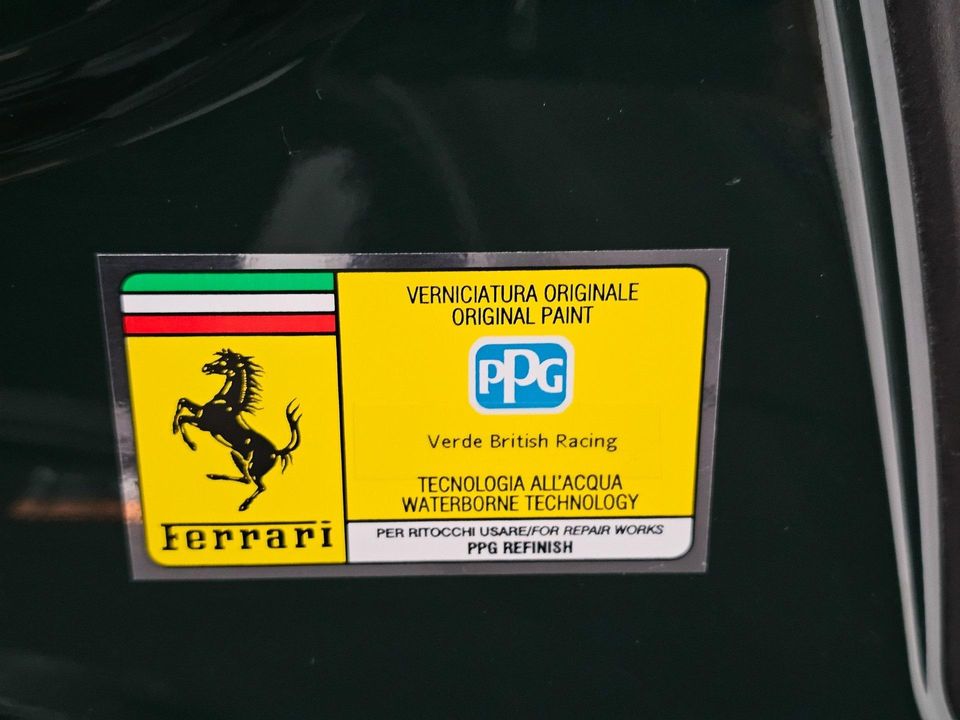 Ferrari
VERNICIATURA ORIGINALE
ORIGINAL PAINT
PPG
Verde British Racing
TECNOLOGIA ALL'ACQUA
WATERBORNE TECHNOLOGY
PER RITOCCHI USARE/FOR REPAIR WORKS
PPG REFINISH